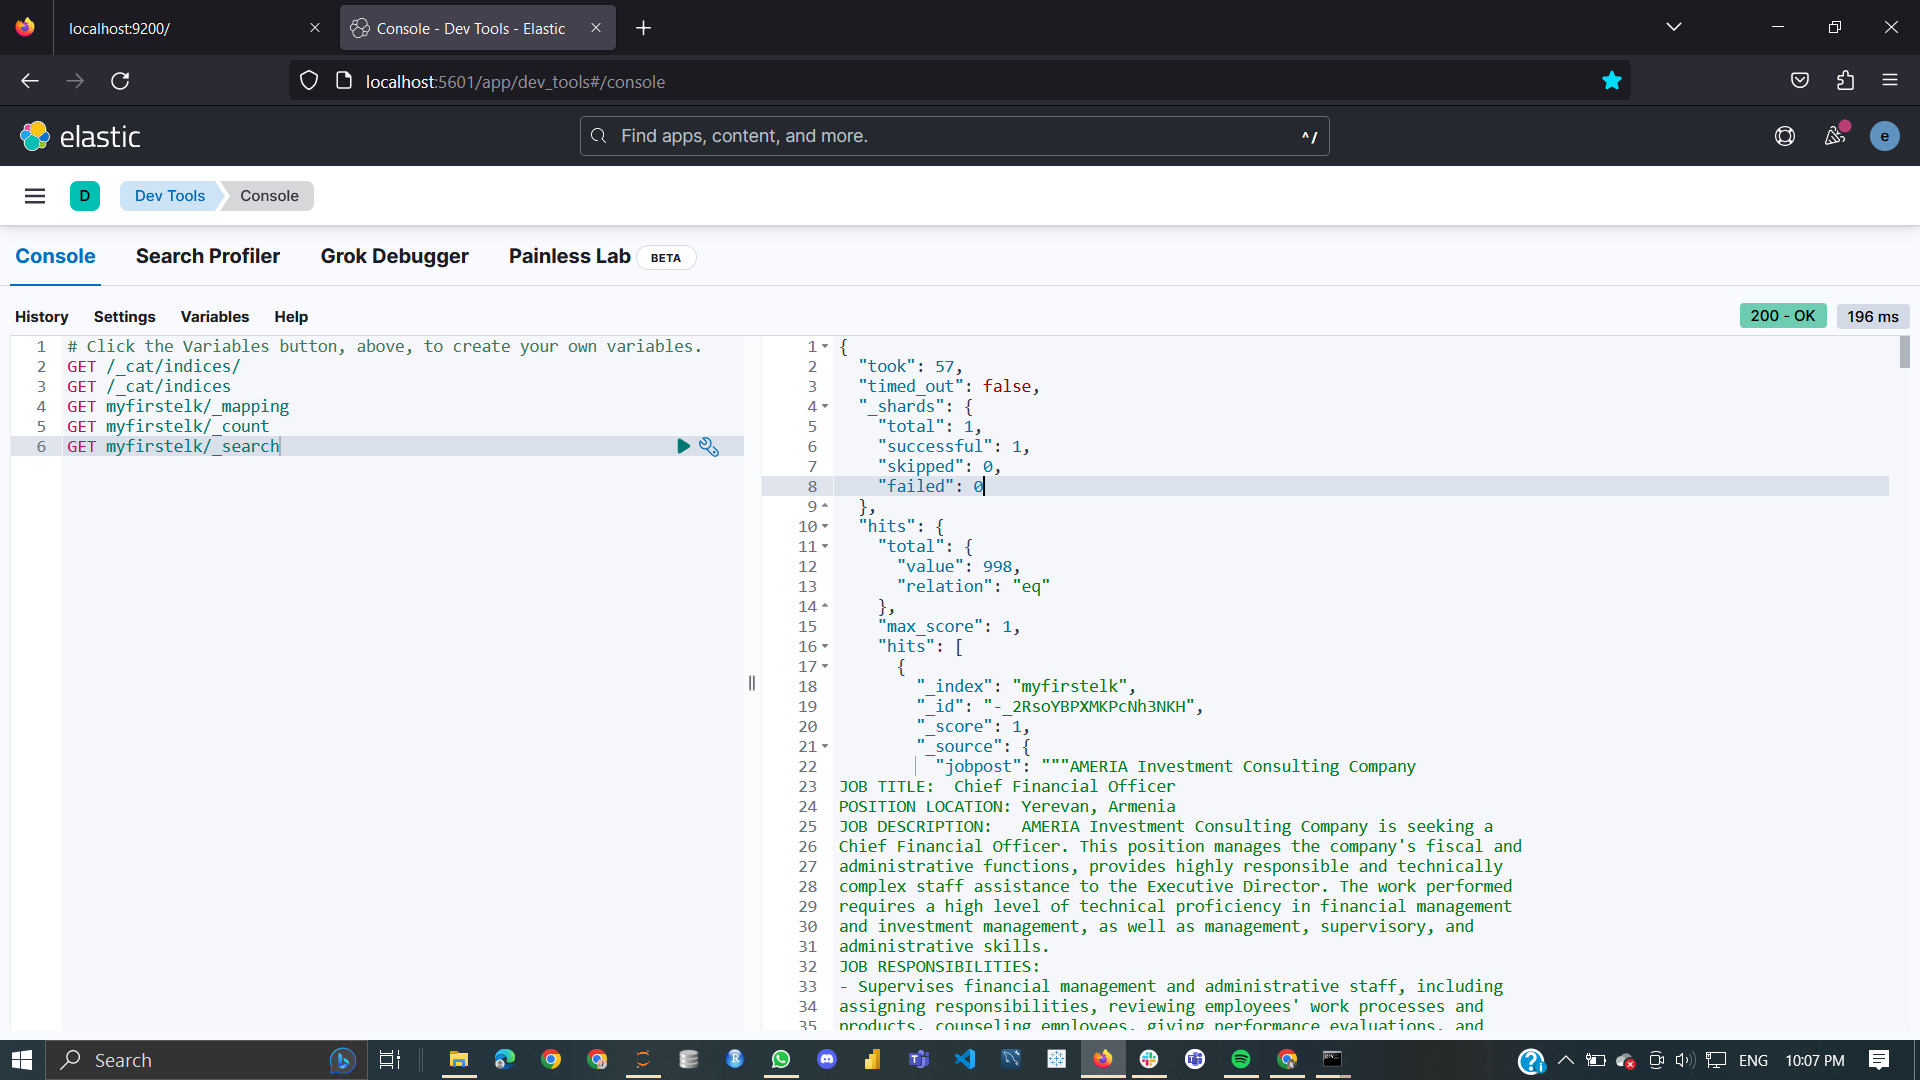 localhost:9200/
Console - Dev Tools - Elastic
localhost:5601/app/dev_tools#/console
elastic
Find apps, content, and more.
^/
e
D
Dev Tools
Console
Console
Search Profiler
Grok Debugger
Painless Lab
BETA
History
Settings
Variables
Help
200 - OK
196 ms
1 # Click the Variables button, above, to create your own variables.
2 GET /_cat/indices/
3 GET /_cat/indices
4 GET myfirstelk/_mapping
5 GET myfirstelk/_count
6 GET myfirstelk/_search
1 {
2 "took": 57,
3 "timed_out": false,
4 "_shards": {
5 "total": 1,
6 "successful": 1,
7 "skipped": 0,
8 "failed": 0
9 },
10 "hits": {
11 "total": {
12 "value": 998,
13 "relation": "eq"
14 },
15 "max_score": 1,
16 "hits": [
17 {
18 "_index": "myfirstelk",
19 "_id": "-_2RsoYBPXMKPcNh3NKH",
20 "_score": 1,
21 "_source": {
22 "jobpost": """AMERIA Investment Consulting Company
23 JOB TITLE:  Chief Financial Officer
24 POSITION LOCATION: Yerevan, Armenia
25 JOB DESCRIPTION:   AMERIA Investment Consulting Company is seeking a
26 Chief Financial Officer. This position manages the company's fiscal and
27 administrative functions, provides highly responsible and technically
28 complex staff assistance to the Executive Director. The work performed
29 requires a high level of technical proficiency in financial management
30 and investment management, as well as management, supervisory, and
31 administrative skills.
32 JOB RESPONSIBILITIES:
33 - Supervises financial management and administrative staff, including
34 assigning responsibilities, reviewing employees' work processes and
35 products, counseling employees, giving performance evaluations, and
Search
ENG
10:07 PM